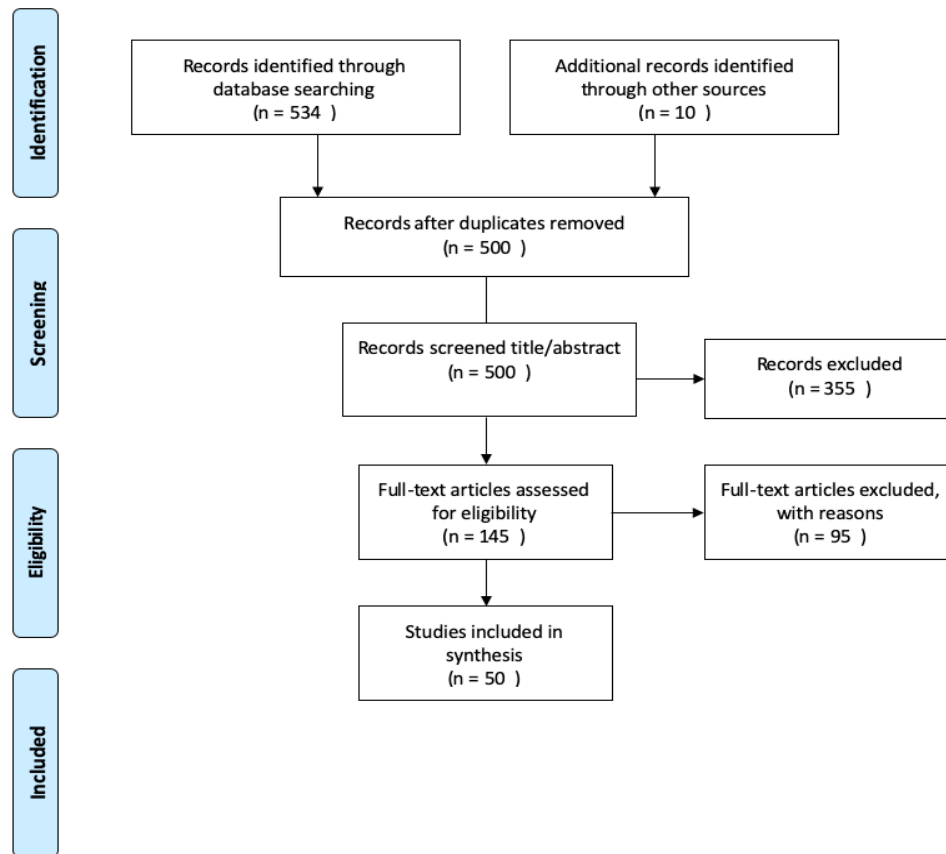 Identification
Records identified through
database searching
(n = 534  )
Additional records identified
through other sources
(n = 10  )
Records after duplicates removed
(n = 500  )
Screening
Records screened title/abstract
(n = 500  )
Records excluded
(n = 355  )
Eligibility
Full-text articles assessed
for eligibility
(n = 145  )
Full-text articles excluded,
with reasons
(n = 95  )
Studies included in
synthesis
(n = 50  )
Included